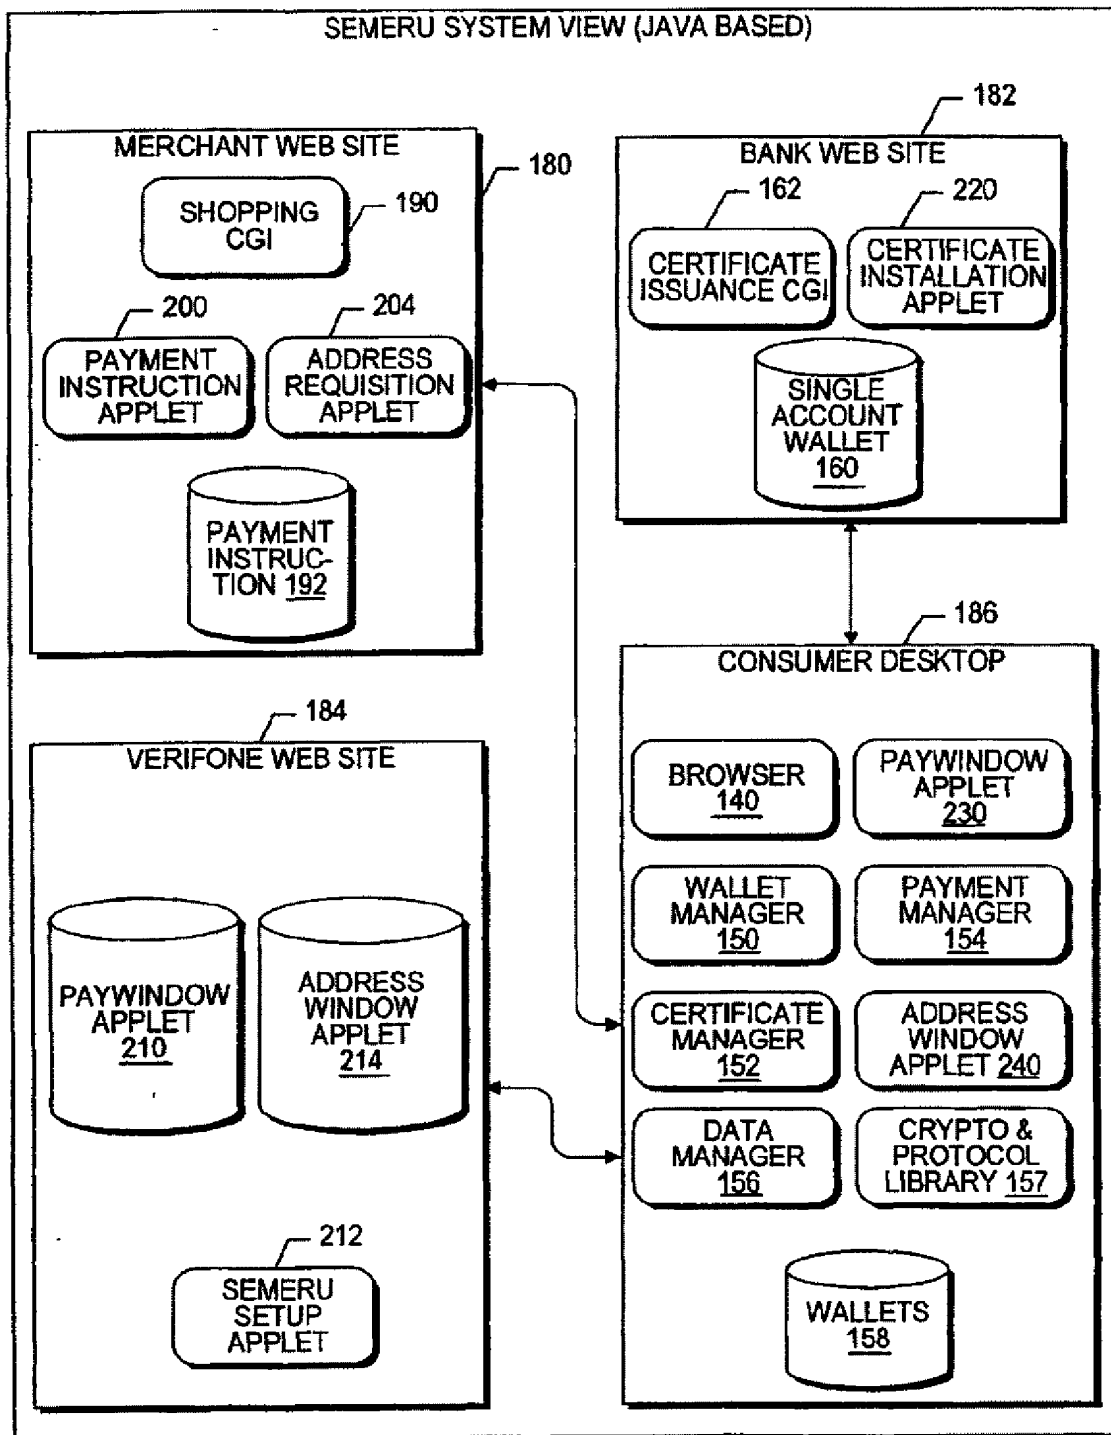 SEMERU SYSTEM VIEW (JAVA BASED)
MERCHANT WEB SITE
180
SHOPPING
CGI
190
200
PAYMENT
INSTRUCTION
APPLET
204
ADDRESS
REQUISITION
APPLET
PAYMENT
INSTRUC-
TION 192
182
BANK WEB SITE
162
CERTIFICATE
ISSUANCE CGI
220
CERTIFICATE
INSTALLATION
APPLET
SINGLE
ACCOUNT
WALLET
160
184
VERIFONE WEB SITE
PAYWINDOW
APPLET
210
ADDRESS
WINDOW
APPLET
214
212
SEMERU
SETUP
APPLET
186
CONSUMER DESKTOP
BROWSER
140
PAYWINDOW
APPLET
230
WALLET
MANAGER
150
PAYMENT
MANAGER
154
CERTIFICATE
MANAGER
152
ADDRESS
WINDOW
APPLET 240
DATA
MANAGER
156
CRYPTO &
PROTOCOL
LIBRARY 157
WALLETS
158